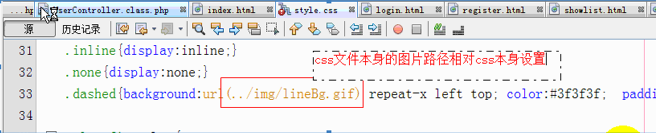 UserController.class.php index.html style.css login.html register.html showlist.html
源 历史记录
31 .inline{display:inline;}
css文件本身的图片路径相对css本身设置
32 .none{display:none;}
33 .dashed{background:url(../img/lineBg.gif) repeat-x left top; color:#3f3f3f;
34